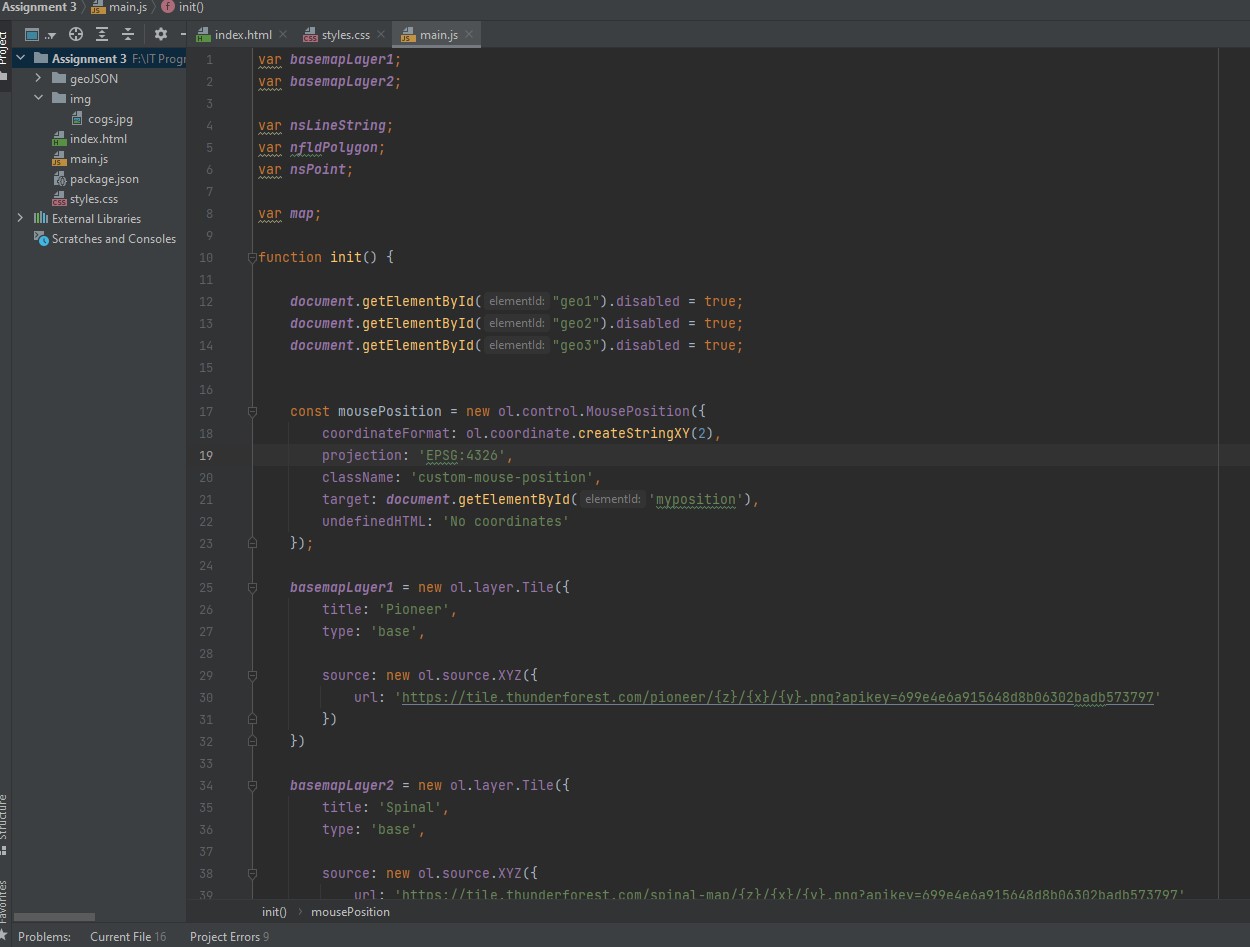 Assignment 3 main.js init()
index.html styles.css main.js
Project
Assignment 3 F:\IT Progr
geoJSON
img
cogs.jpg
index.html
main.js
package.json
styles.css
External Libraries
Scratches and Consoles
Structure
Favorites
1 var basemapLayer1;
2 var basemapLayer2;
3
4 var nsLineString;
5 var nfldPolygon;
6 var nsPoint;
7
8 var map;
9
10 function init() {
11
12 document.getElementById( elementId: "geo1").disabled = true;
13 document.getElementById( elementId: "geo2").disabled = true;
14 document.getElementById( elementId: "geo3").disabled = true;
15
16
17 const mousePosition = new ol.control.MousePosition({
18 coordinateFormat: ol.coordinate.createStringXY(2),
19 projection: 'EPSG:4326',
20 className: 'custom-mouse-position',
21 target: document.getElementById( elementId: 'myposition'),
22 undefinedHTML: 'No coordinates'
23 });
24
25 basemapLayer1 = new ol.layer.Tile({
26 title: 'Pioneer',
27 type: 'base',
28
29 source: new ol.source.XYZ({
30 url: 'https://tile.thunderforest.com/pioneer/{z}/{x}/{y}.png?apikey=699e4e6a915648d8b06302badb573797'
31 })
32 })
33
34 basemapLayer2 = new ol.layer.Tile({
35 title: 'Spinal',
36 type: 'base',
37
38 source: new ol.source.XYZ({
39 url: 'https://tile.thunderforest.com/spinal-map/{z}/{x}/{y}.png?apikey=699e4e6a915648d8b06302badb573797'
init() mousePosition
Problems: Current File 16 Project Errors 9